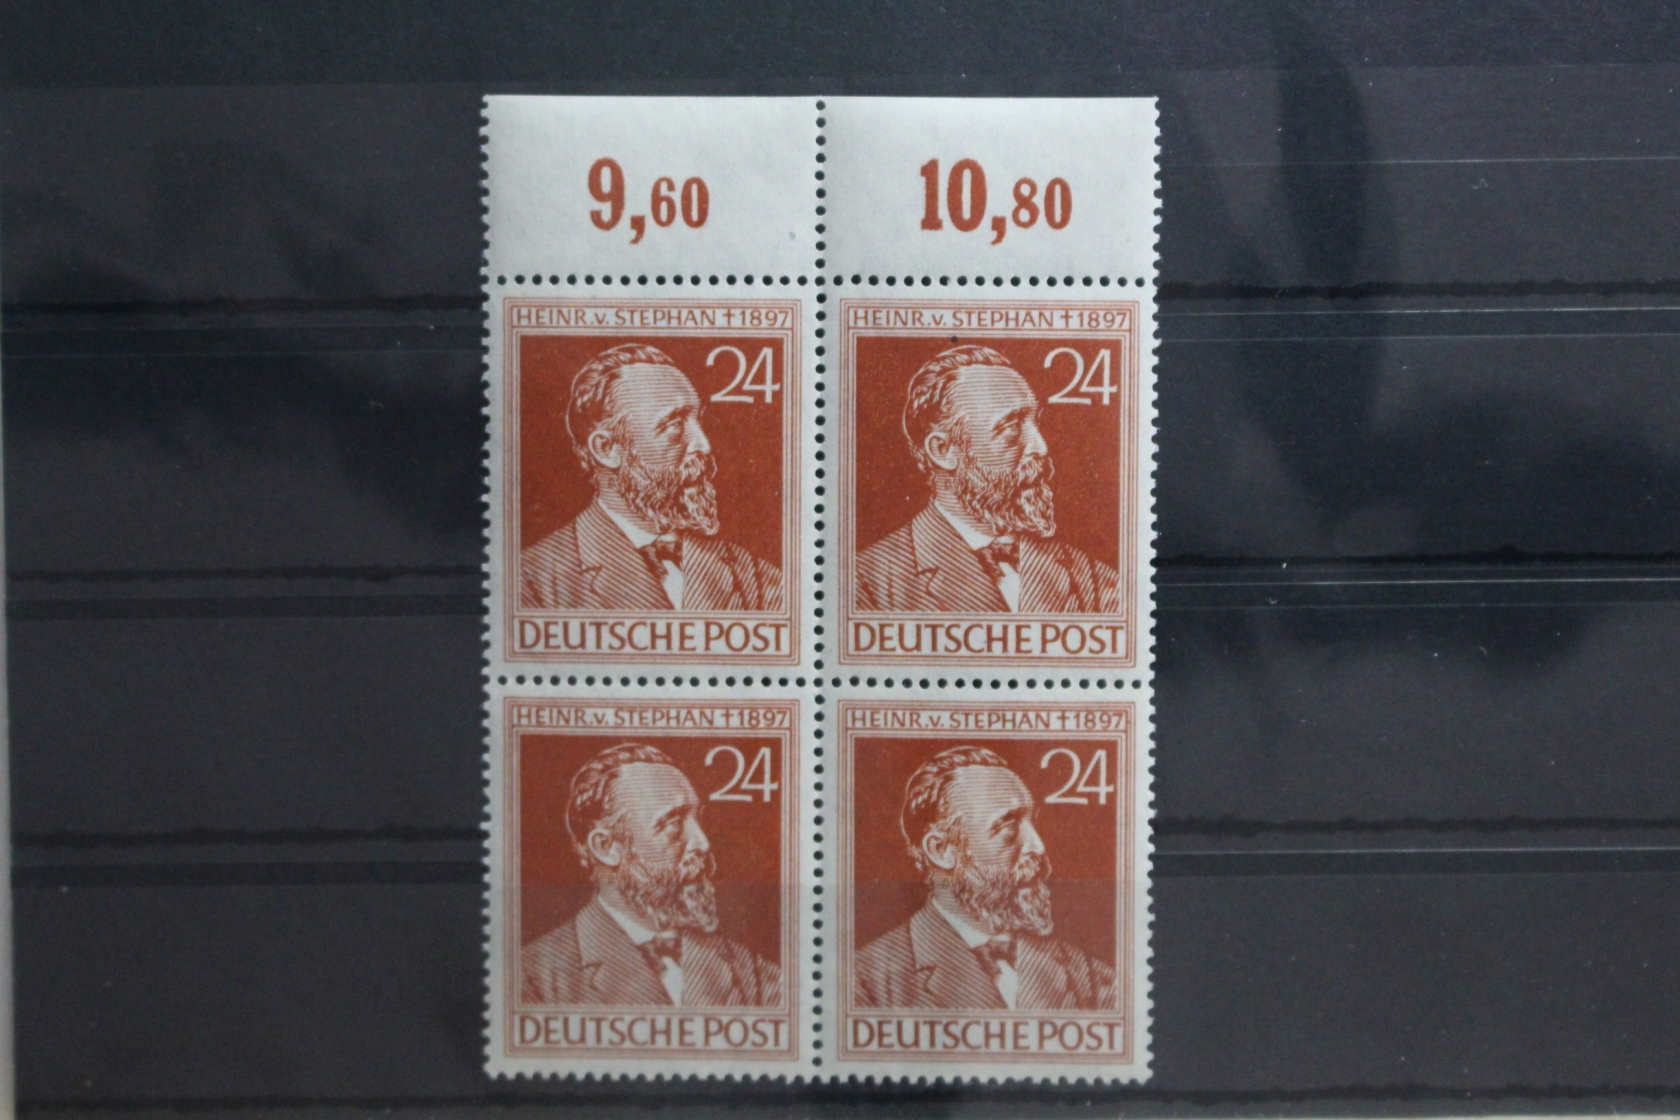 9,60 10,80
HEINR. v. STEPHAN †1897
24
DEUTSCHE POST
HEINR. v. STEPHAN †1897
24
DEUTSCHE POST
HEINR. v. STEPHAN †1897
24
DEUTSCHE POST
HEINR. v. STEPHAN †1897
24
DEUTSCHE POST